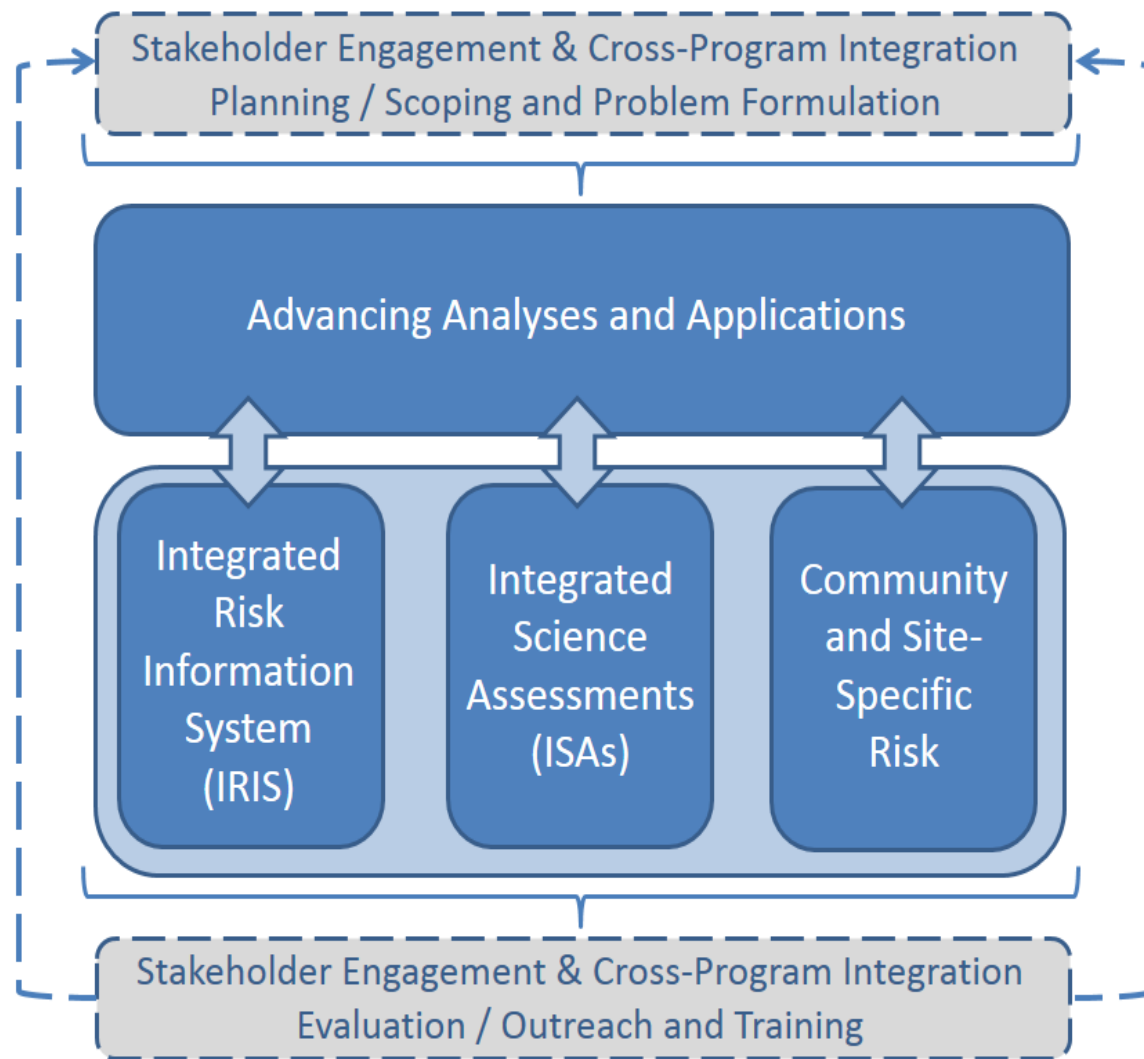 Stakeholder Engagement & Cross-Program Integration
Planning / Scoping and Problem Formulation
Advancing Analyses and Applications
Integrated
Risk
Information
System
(IRIS)
Integrated
Science
Assessments
(ISAs)
Community
and Site-
Specific
Risk
Stakeholder Engagement & Cross-Program Integration
Evaluation / Outreach and Training